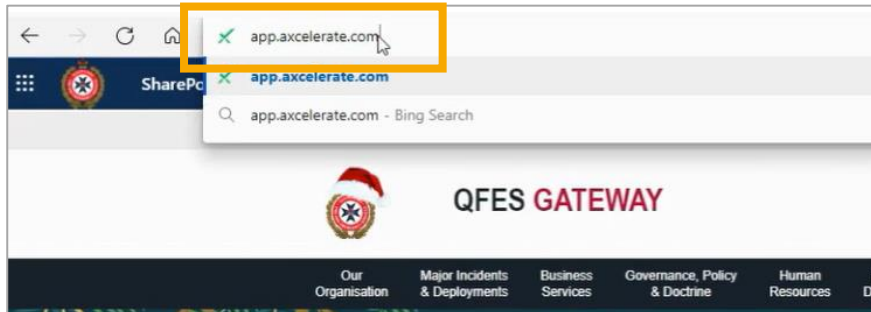 app.axcelerate.com
SharePo
app.axcelerate.com
app.axcelerate.com - Bing Search
QFES GATEWAY
Our Organisation
Major Incidents & Deployments
Business Services
Governance, Policy & Doctrine
Human Resources
D